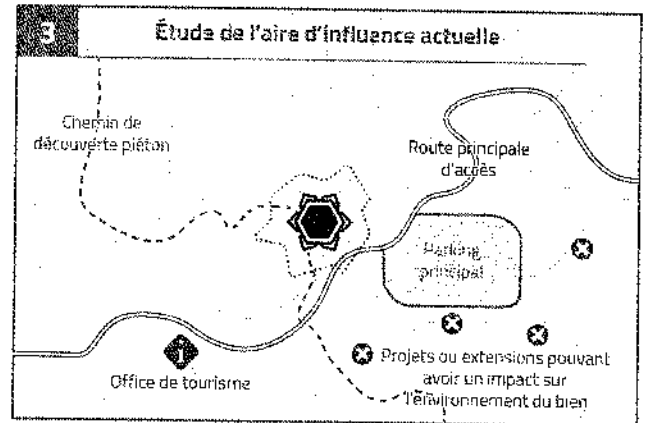 3
Étude de l'aire d'influence actuelle
Chemin de
découverte piéton
Route principale
d'accès
Parking
principal
Office de tourisme
Projets ou extensions pouvant
avoir un impact sur
l'environnement du bien